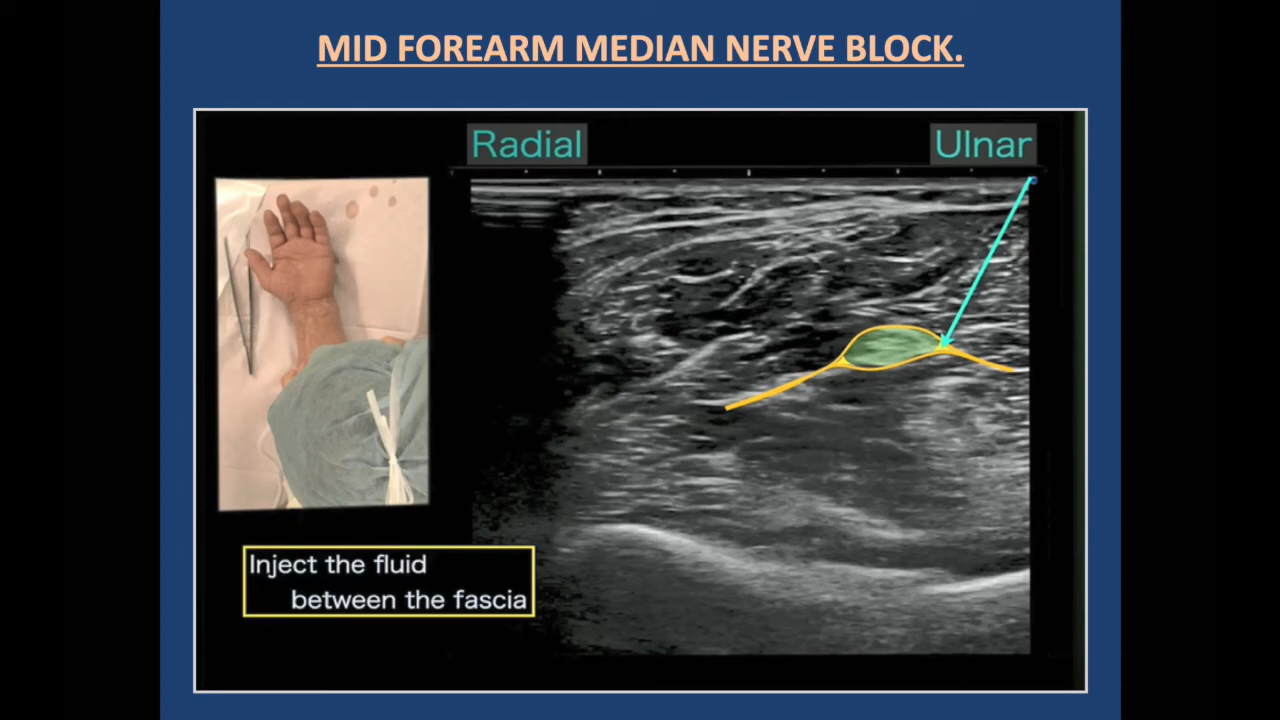 MID FOREARM MEDIAN NERVE BLOCK.
Radial
Ulnar
Inject the fluid
between the fascia